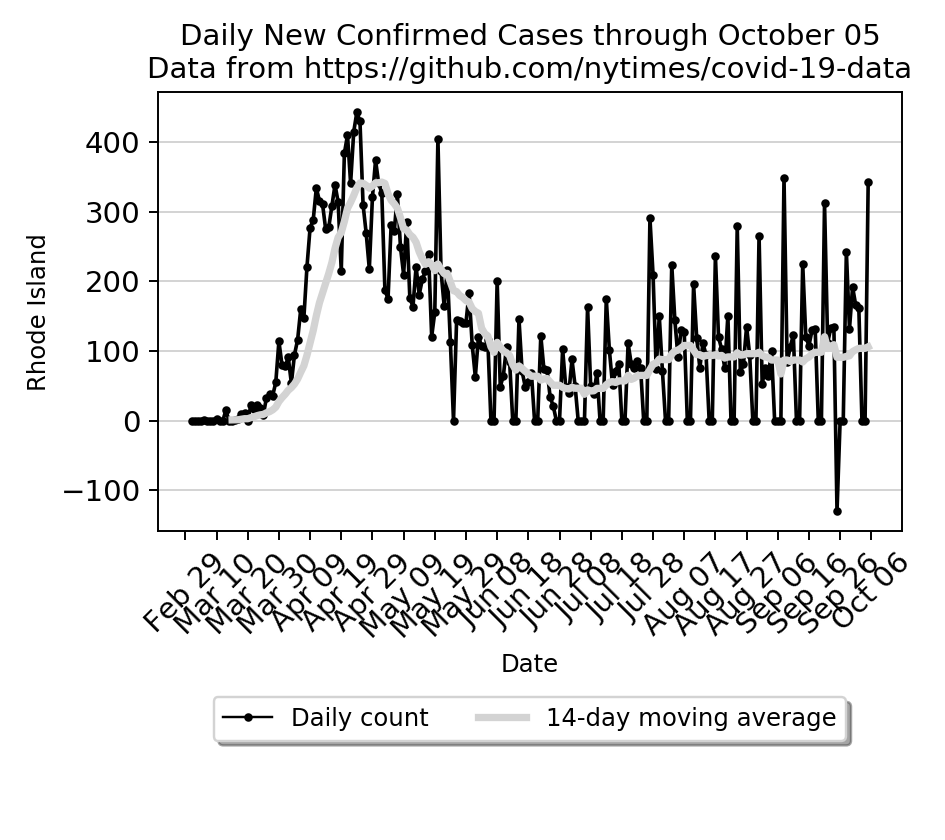 Daily New Confirmed Cases through October 05
Data from https://github.com/nytimes/covid-19-data
400
300
200
100
0
−100
Rhode Island
Feb 29
Mar 10
Mar 20
Mar 30
Apr 09
Apr 19
Apr 29
May 09
May 19
May 29
Jun 08
Jun 18
Jun 28
Jul 08
Jul 18
Jul 28
Aug 07
Aug 17
Aug 27
Sep 06
Sep 16
Sep 26
Oct 06
Date
Daily count 14-day moving average